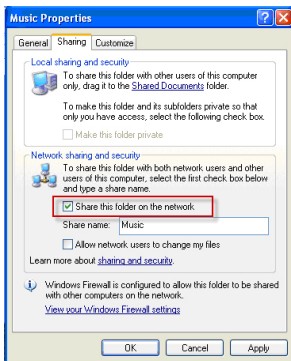 Music Properties
General Sharing Customize
Local sharing and security
To share this folder with other users of this computer
only, drag it to the Shared Documents folder.
To make this folder and its subfolders private so that
only you have access, select the following check box.
Make this folder private
Network sharing and security
To share this folder with both network users and other
users of this computer, select the first check box below
and type a share name.
Share this folder on the network
Share name: Music
Allow network users to change my files
Learn more about sharing and security.
Windows Firewall is configured to allow this folder to be shared
with other computers on the network.
View your Windows Firewall settings
OK Cancel Apply